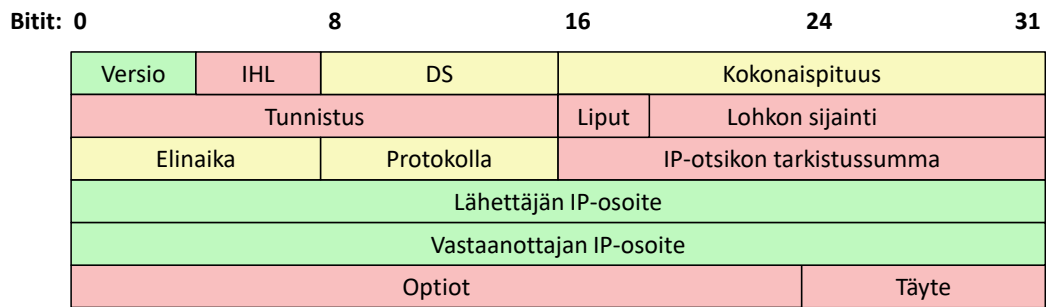 Bitit: 0 8 16 24 31
Versio IHL DS Kokonaispituus
Tunnistus Liput Lohkon sijainti
Elinaika Protokolla IP-otsikon tarkistussumma
Lähettäjän IP-osoite
Vastaanottajan IP-osoite
Optiot Täyte